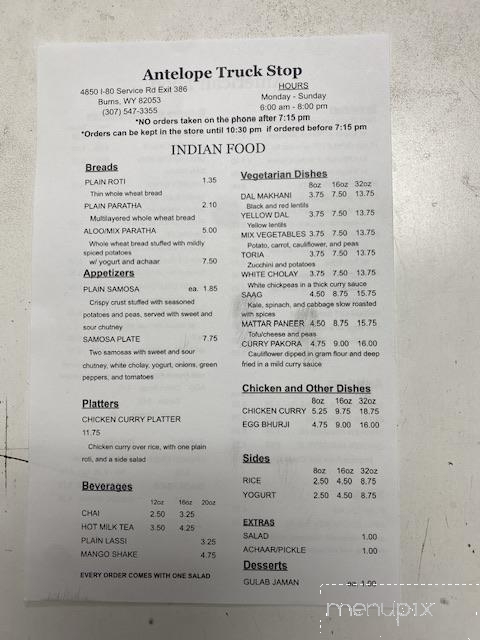 Antelope Truck Stop
4850 I-80 Service Rd Exit 386
Burns, WY 82053
(307) 547-3355
HOURS
Monday - Sunday
6:00 am - 8:00 pm
*NO orders taken on the phone after 7:15 pm
*Orders can be kept in the store until 10:30 pm if ordered before 7:15 pm
INDIAN FOOD
Breads
PLAIN ROTI 1.35
Thin whole wheat bread
PLAIN PARATHA 2.10
Multilayered whole wheat bread
ALOO/MIX PARATHA 5.00
Whole wheat bread stuffed with mildly
spiced potatoes
w/ yogurt and achaar 7.50
Appetizers
PLAIN SAMOSA ea. 1.85
Crispy crust stuffed with seasoned
potatoes and peas, served with sweet and
sour chutney
SAMOSA PLATE 7.75
Two samosas with sweet and sour
chutney, white cholay, yogurt, onions, green
peppers, and tomatoes
Platters
CHICKEN CURRY PLATTER
11.75
Chicken curry over rice, with one plain
roti, and a side salad
Beverages
12oz 16oz 20oz
CHAI 2.50 3.25
HOT MILK TEA 3.50 4.25
PLAIN LASSI 3.25
MANGO SHAKE 4.75
EVERY ORDER COMES WITH ONE SALAD
Vegetarian Dishes
8oz 16oz 32oz
DAL MAKHANI 3.75 7.50 13.75
Black and red lentils
YELLOW DAL 3.75 7.50 13.75
Yellow lentils
MIX VEGETABLES 3.75 7.50 13.75
Potato, carrot, cauliflower, and peas
TORIA 3.75 7.50 13.75
Zucchini and potatoes
WHITE CHOLAY 3.75 7.50 13.75
White chickpeas in a thick curry sauce
SAAG 4.50 8.75 15.75
Kale, spinach, and cabbage slow roasted
with spices
MATTAR PANEER 4.50 8.75 15.75
Tofu/cheese and peas
CURRY PAKORA 4.75 9.00 16.00
Cauliflower dipped in gram flour and deep
fried in a mild curry sauce
Chicken and Other Dishes
8oz 16oz 32oz
CHICKEN CURRY 5.25 9.75 18.75
EGG BHURJI 4.75 9.00 16.00
Sides
8oz 16oz 32oz
RICE 2.50 4.50 8.75
YOGURT 2.50 4.50 8.75
EXTRAS
SALAD 1.00
ACHAAR/PICKLE 1.00
Desserts
GULAB JAMAN
menupix